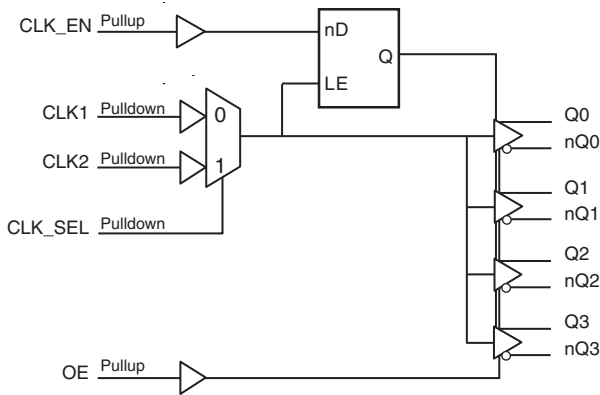 CLK_EN Pullup
nD
Q
LE
CLK1 Pulldown
0
CLK2 Pulldown
1
CLK_SEL Pulldown
Q0
nQ0
Q1
nQ1
Q2
nQ2
Q3
nQ3
OE Pullup